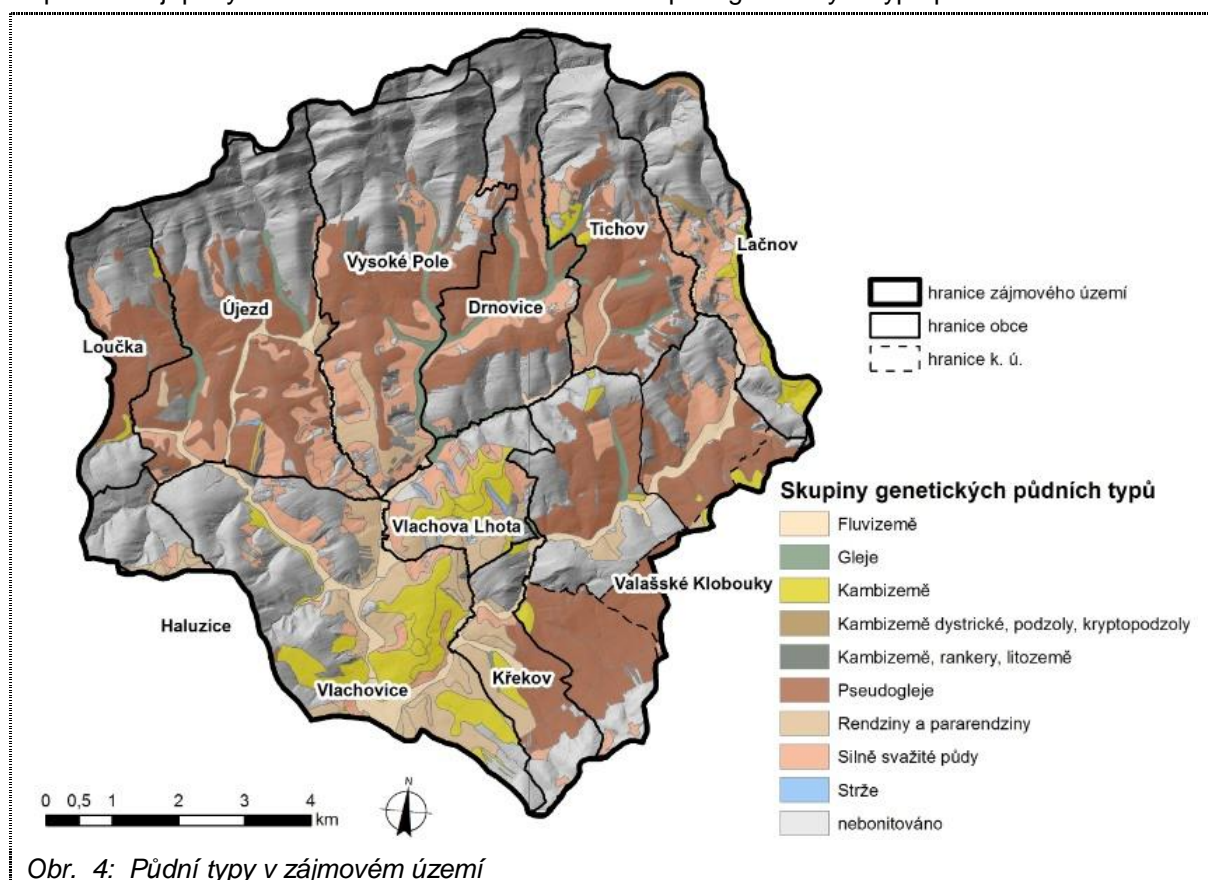 Tichov
Lačnov
Vysoké Pole
Drnovice
Újezd
Loučka
hranice zájmového území
hranice obce
hranice k. ú.
Vlachova Lhota
Valašské Klobouky
Haluzice
Křekov
Vlachovice
Skupiny genetických půdních typů
Fluvizemě
Gleje
Kambizemě
Kambizemě dystrické, podzoly, kryptopodzoly
Kambizemě, rankery, litozemě
Pseudogleje
Rendziny a pararendziny
Silně svažité půdy
Strže
nebonitováno
0 0,5 1 2 3 4
km
N
Obr. 4: Půdní typy v zájmovém území